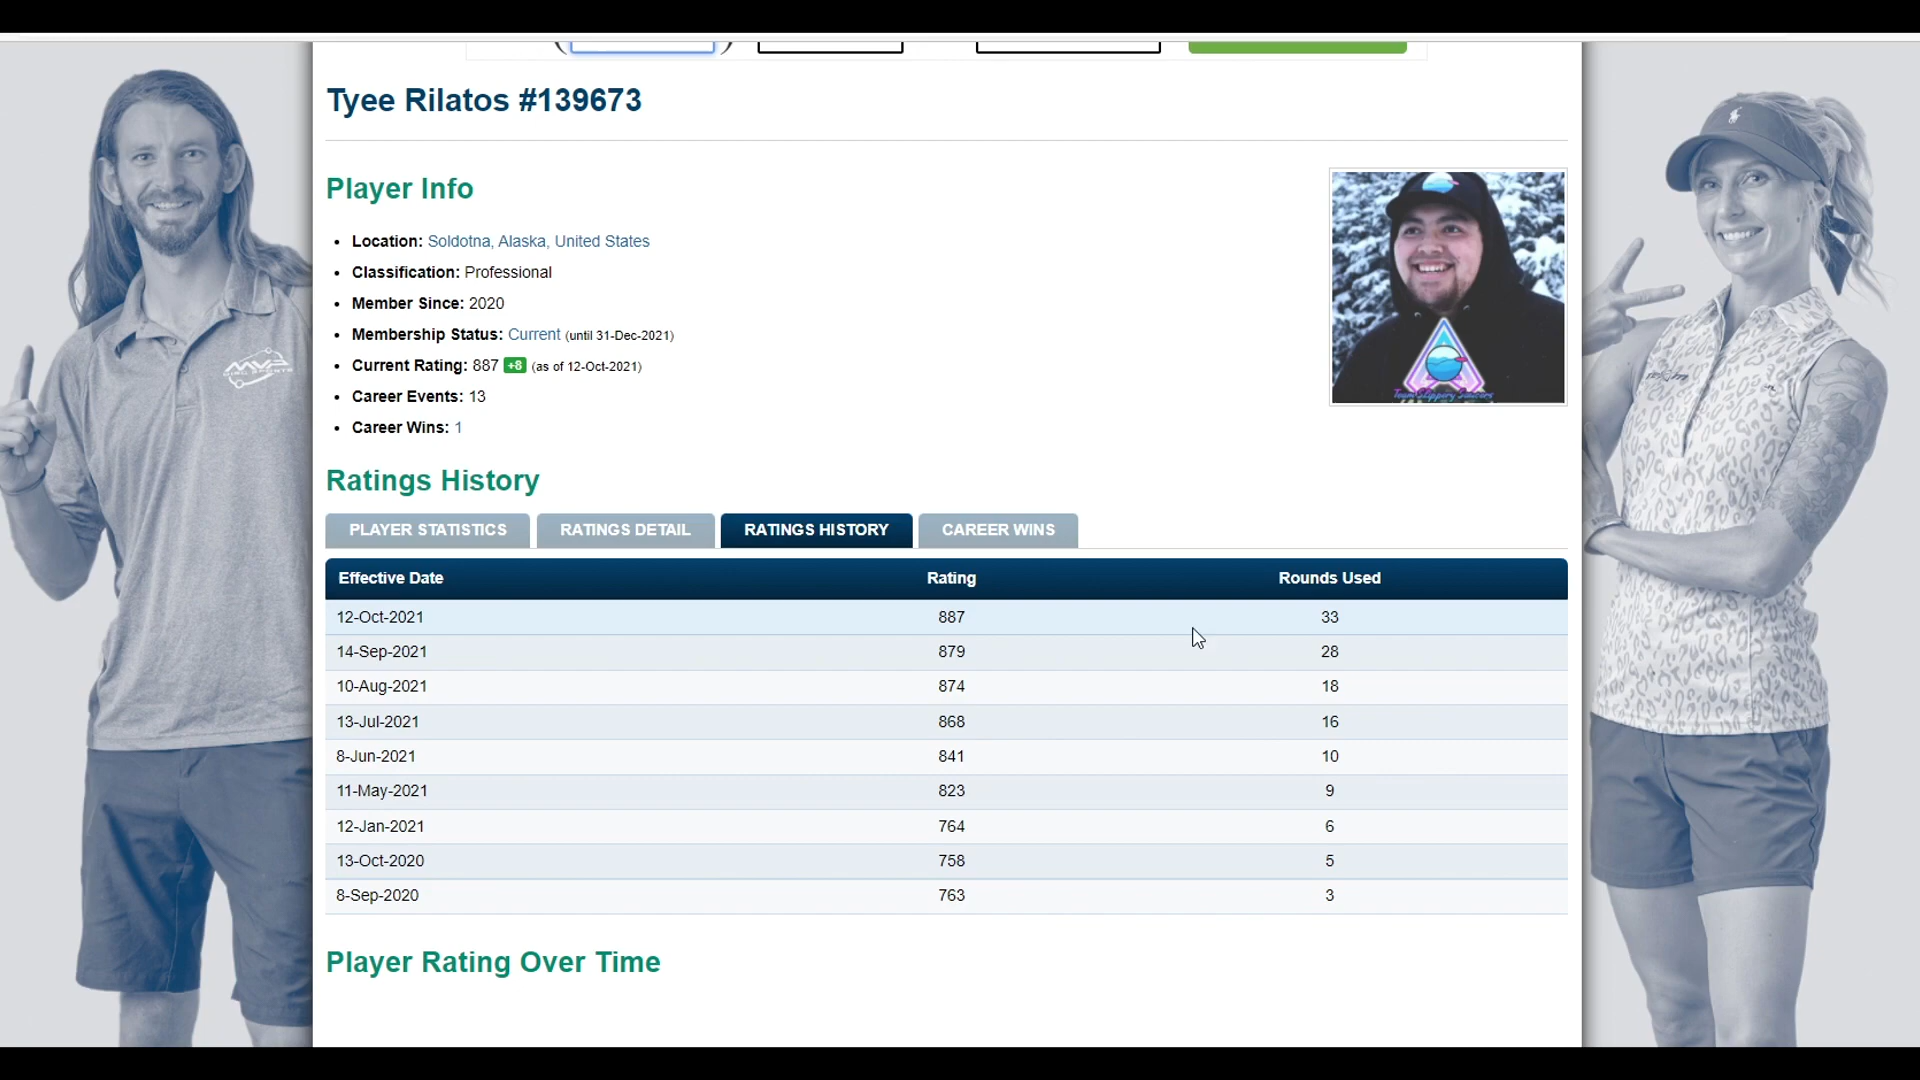 Tyee Rilatos #139673
Player Info
Location: Soldotna, Alaska, United States
Classification: Professional
Member Since: 2020
Membership Status: Current (until 31-Dec-2021)
Current Rating: 887 +8 (as of 12-Oct-2021)
Career Events: 13
Career Wins: 1
Team Slippery Saucers
Ratings History
PLAYER STATISTICS RATINGS DETAIL RATINGS HISTORY CAREER WINS
Effective Date Rating Rounds Used
12-Oct-2021 887 33
14-Sep-2021 879 28
10-Aug-2021 874 18
13-Jul-2021 868 16
8-Jun-2021 841 10
11-May-2021 823 9
12-Jan-2021 764 6
13-Oct-2020 758 5
8-Sep-2020 763 3
Player Rating Over Time